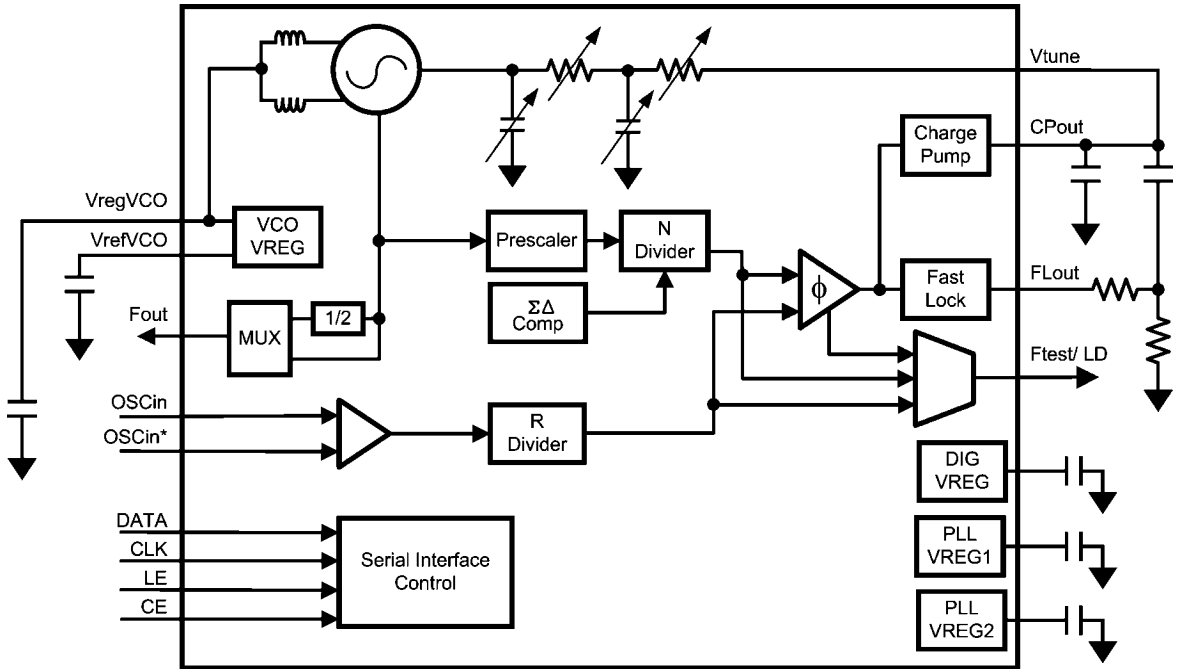 Vtune
Charge
Pump
CPout
VregVCO
VCO
VREG
VrefVCO
Prescaler
N
Divider
ΣΔ
Comp
ϕ
Fast
Lock
FLout
Fout
MUX
1/2
Ftest/ LD
OSCin
OSCin*
R
Divider
DIG
VREG
DATA
CLK
LE
CE
Serial Interface
Control
PLL
VREG1
PLL
VREG2